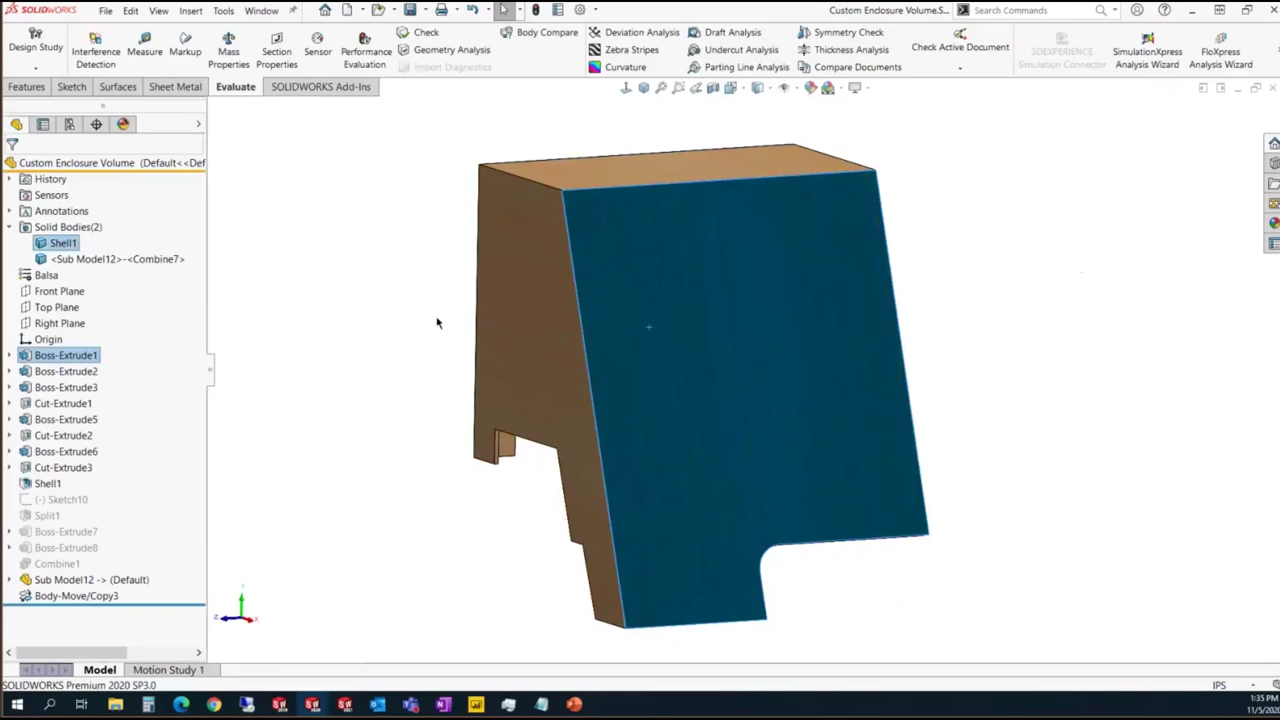 SOLIDWORKS File Edit View Insert Tools Window Custom Enclosure Volume.S... Search Commands
Design Study
Interference Detection
Measure
Markup
Mass Properties
Section Properties
Sensor
Performance Evaluation
Check
Geometry Analysis
Import Diagnostics
Body Compare
Deviation Analysis
Zebra Stripes
Curvature
Draft Analysis
Undercut Analysis
Parting Line Analysis
Symmetry Check
Thickness Analysis
Compare Documents
Check Active Document
3DEXPERIENCE Simulation Connector
SimulationXpress Analysis Wizard
FloXpress Analysis Wizard
Features Sketch Surfaces Sheet Metal Evaluate SOLIDWORKS Add-Ins
Custom Enclosure Volume (Default<<Def
History
Sensors
Annotations
Solid Bodies(2)
Shell1
<Sub Model12>-<Combine7>
Balsa
Front Plane
Top Plane
Right Plane
Origin
Boss-Extrude1
Boss-Extrude2
Boss-Extrude3
Cut-Extrude1
Boss-Extrude5
Cut-Extrude2
Boss-Extrude6
Cut-Extrude3
Shell1
(-) Sketch10
Split1
Boss-Extrude7
Boss-Extrude8
Combine1
Sub Model12 -> (Default)
Body-Move/Copy3
Model Motion Study 1
SOLIDWORKS Premium 2020 SP3.0 IPS
1:35 PM
11/5/2020